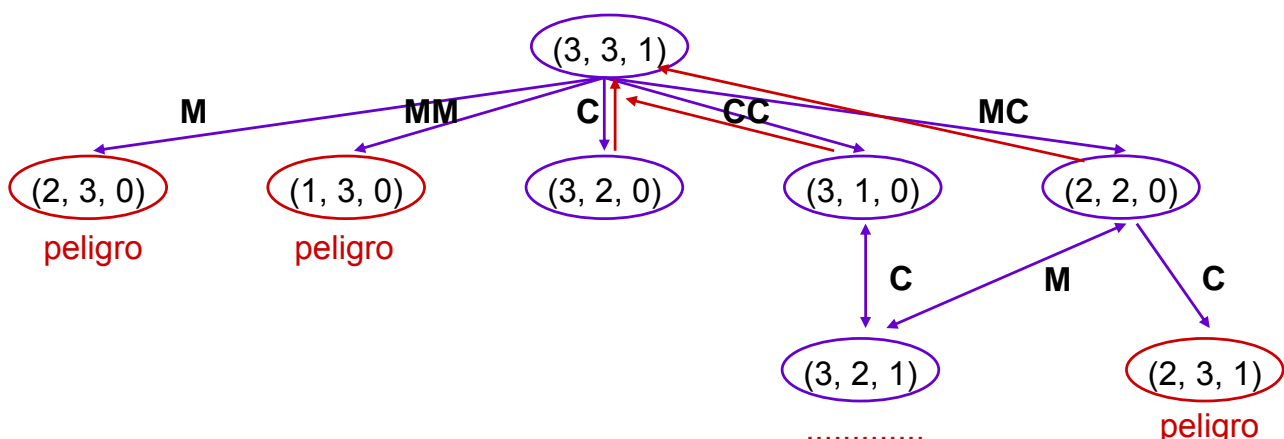 (3, 3, 1)
M MM C CC MC
(2, 3, 0) (1, 3, 0) (3, 2, 0) (3, 1, 0) (2, 2, 0)
peligro peligro
C M C
(3, 2, 1) (2, 3, 1)
peligro